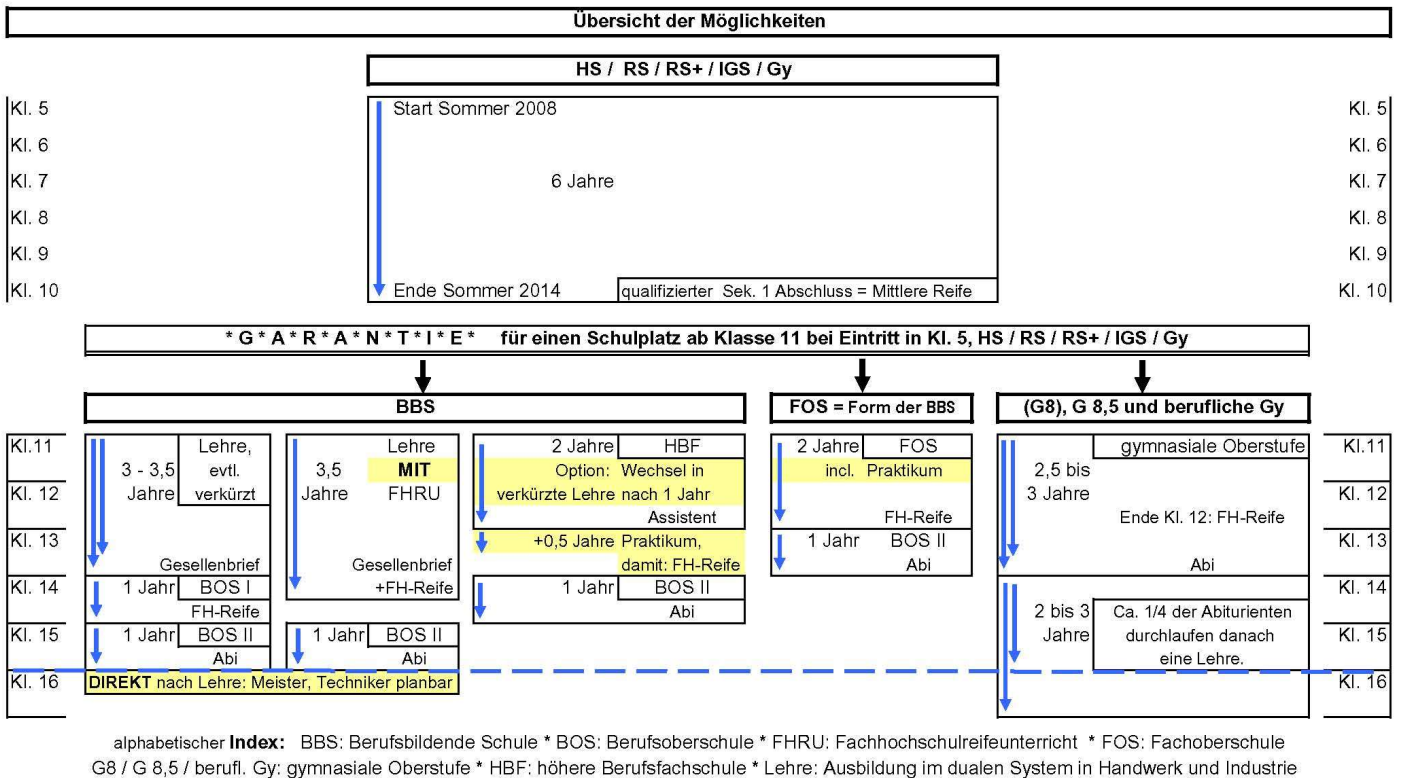 Übersicht der Möglichkeiten
HS / RS / RS+ / IGS / Gy
Kl. 5 Start Sommer 2008 Kl. 5
Kl. 6 Kl. 6
Kl. 7 6 Jahre Kl. 7
Kl. 8 Kl. 8
Kl. 9 Kl. 9
Kl. 10 Ende Sommer 2014 qualifizierter Sek. 1 Abschluss = Mittlere Reife Kl. 10
* G * A * R * A * N * T * I * E * für einen Schulplatz ab Klasse 11 bei Eintritt in Kl. 5, HS / RS / RS+ / IGS / Gy
BBS FOS = Form der BBS (G8), G 8,5 und berufliche Gy
Kl.11 Lehre, Lehre 2 Jahre HBF 2 Jahre FOS gymnasiale Oberstufe Kl.11
3 - 3,5 evtl. 3,5 MIT Option: Wechsel in incl. Praktikum 2,5 bis
Kl. 12 Jahre verkürzt Jahre FHRU verkürzte Lehre nach 1 Jahr 3 Jahre Kl. 12
Assistent FH-Reife Ende Kl. 12: FH-Reife
Kl. 13 +0,5 Jahre Praktikum, 1 Jahr BOS II Kl. 13
Gesellenbrief Gesellenbrief damit: FH-Reife Abi Abi
Kl. 14 1 Jahr BOS I +FH-Reife 1 Jahr BOS II Kl. 14
FH-Reife Abi 2 bis 3 Ca. 1/4 der Abiturienten
Kl. 15 1 Jahr BOS II 1 Jahr BOS II Jahre durchlaufen danach Kl. 15
Abi Abi eine Lehre.
Kl. 16 DIREKT nach Lehre: Meister, Techniker planbar Kl. 16
alphabetischer Index: BBS: Berufsbildende Schule * BOS: Berufsoberschule * FHRU: Fachhochschulreifeunterricht * FOS: Fachoberschule
G8 / G 8,5 / berufl. Gy: gymnasiale Oberstufe * HBF: höhere Berufsfachschule * Lehre: Ausbildung im dualen System in Handwerk und Industrie